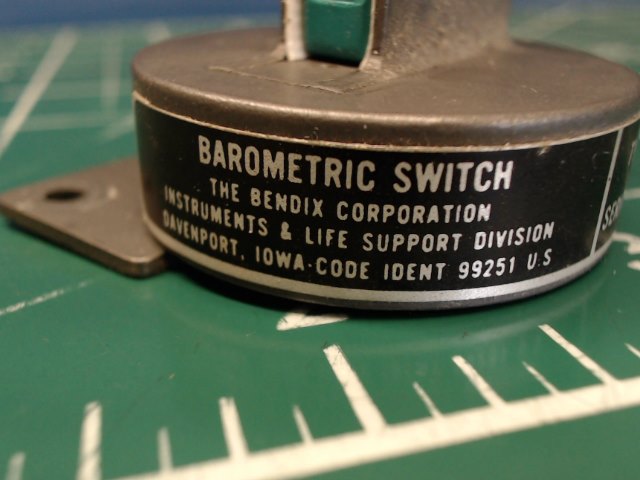 BAROMETRIC SWITCH
THE BENDIX CORPORATION
INSTRUMENTS & LIFE SUPPORT DIVISION
DAVENPORT, IOWA-CODE IDENT 99251 U.S